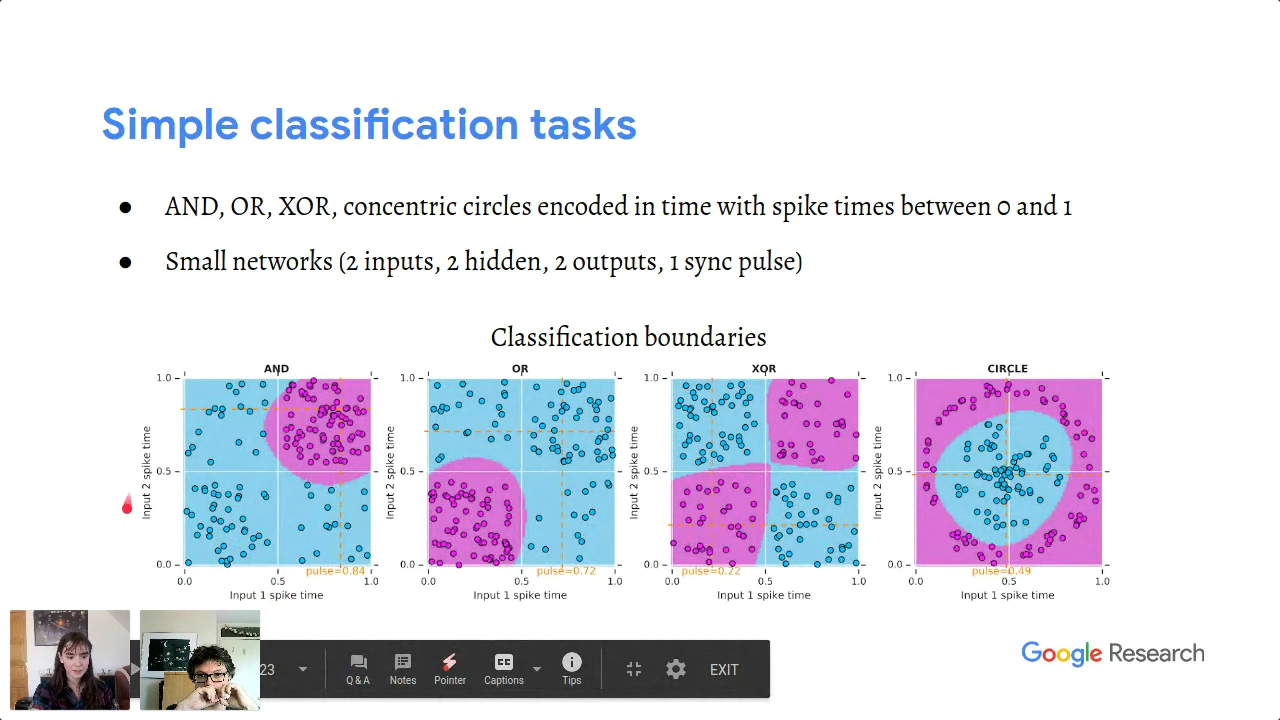 Simple classification tasks
● AND, OR, XOR, concentric circles encoded in time with spike times between 0 and 1
● Small networks (2 inputs, 2 hidden, 2 outputs, 1 sync pulse)
Classification boundaries
AND
1.0
0.5
0.0
Input 2 spike time
pulse=0.84
0.0 0.5 1.0
Input 1 spike time
OR
1.0
0.5
0.0
Input 2 spike time
pulse=0.72
0.0 0.5 1.0
Input 1 spike time
XOR
1.0
0.5
0.0
Input 2 spike time
pulse=0.22
0.0 0.5 1.0
Input 1 spike time
CIRCLE
1.0
0.5
0.0
Input 2 spike time
pulse=0.49
0.0 0.5 1.0
Input 1 spike time
23
Q & A
Notes
Pointer
CC
Captions
Tips
EXIT
Google Research